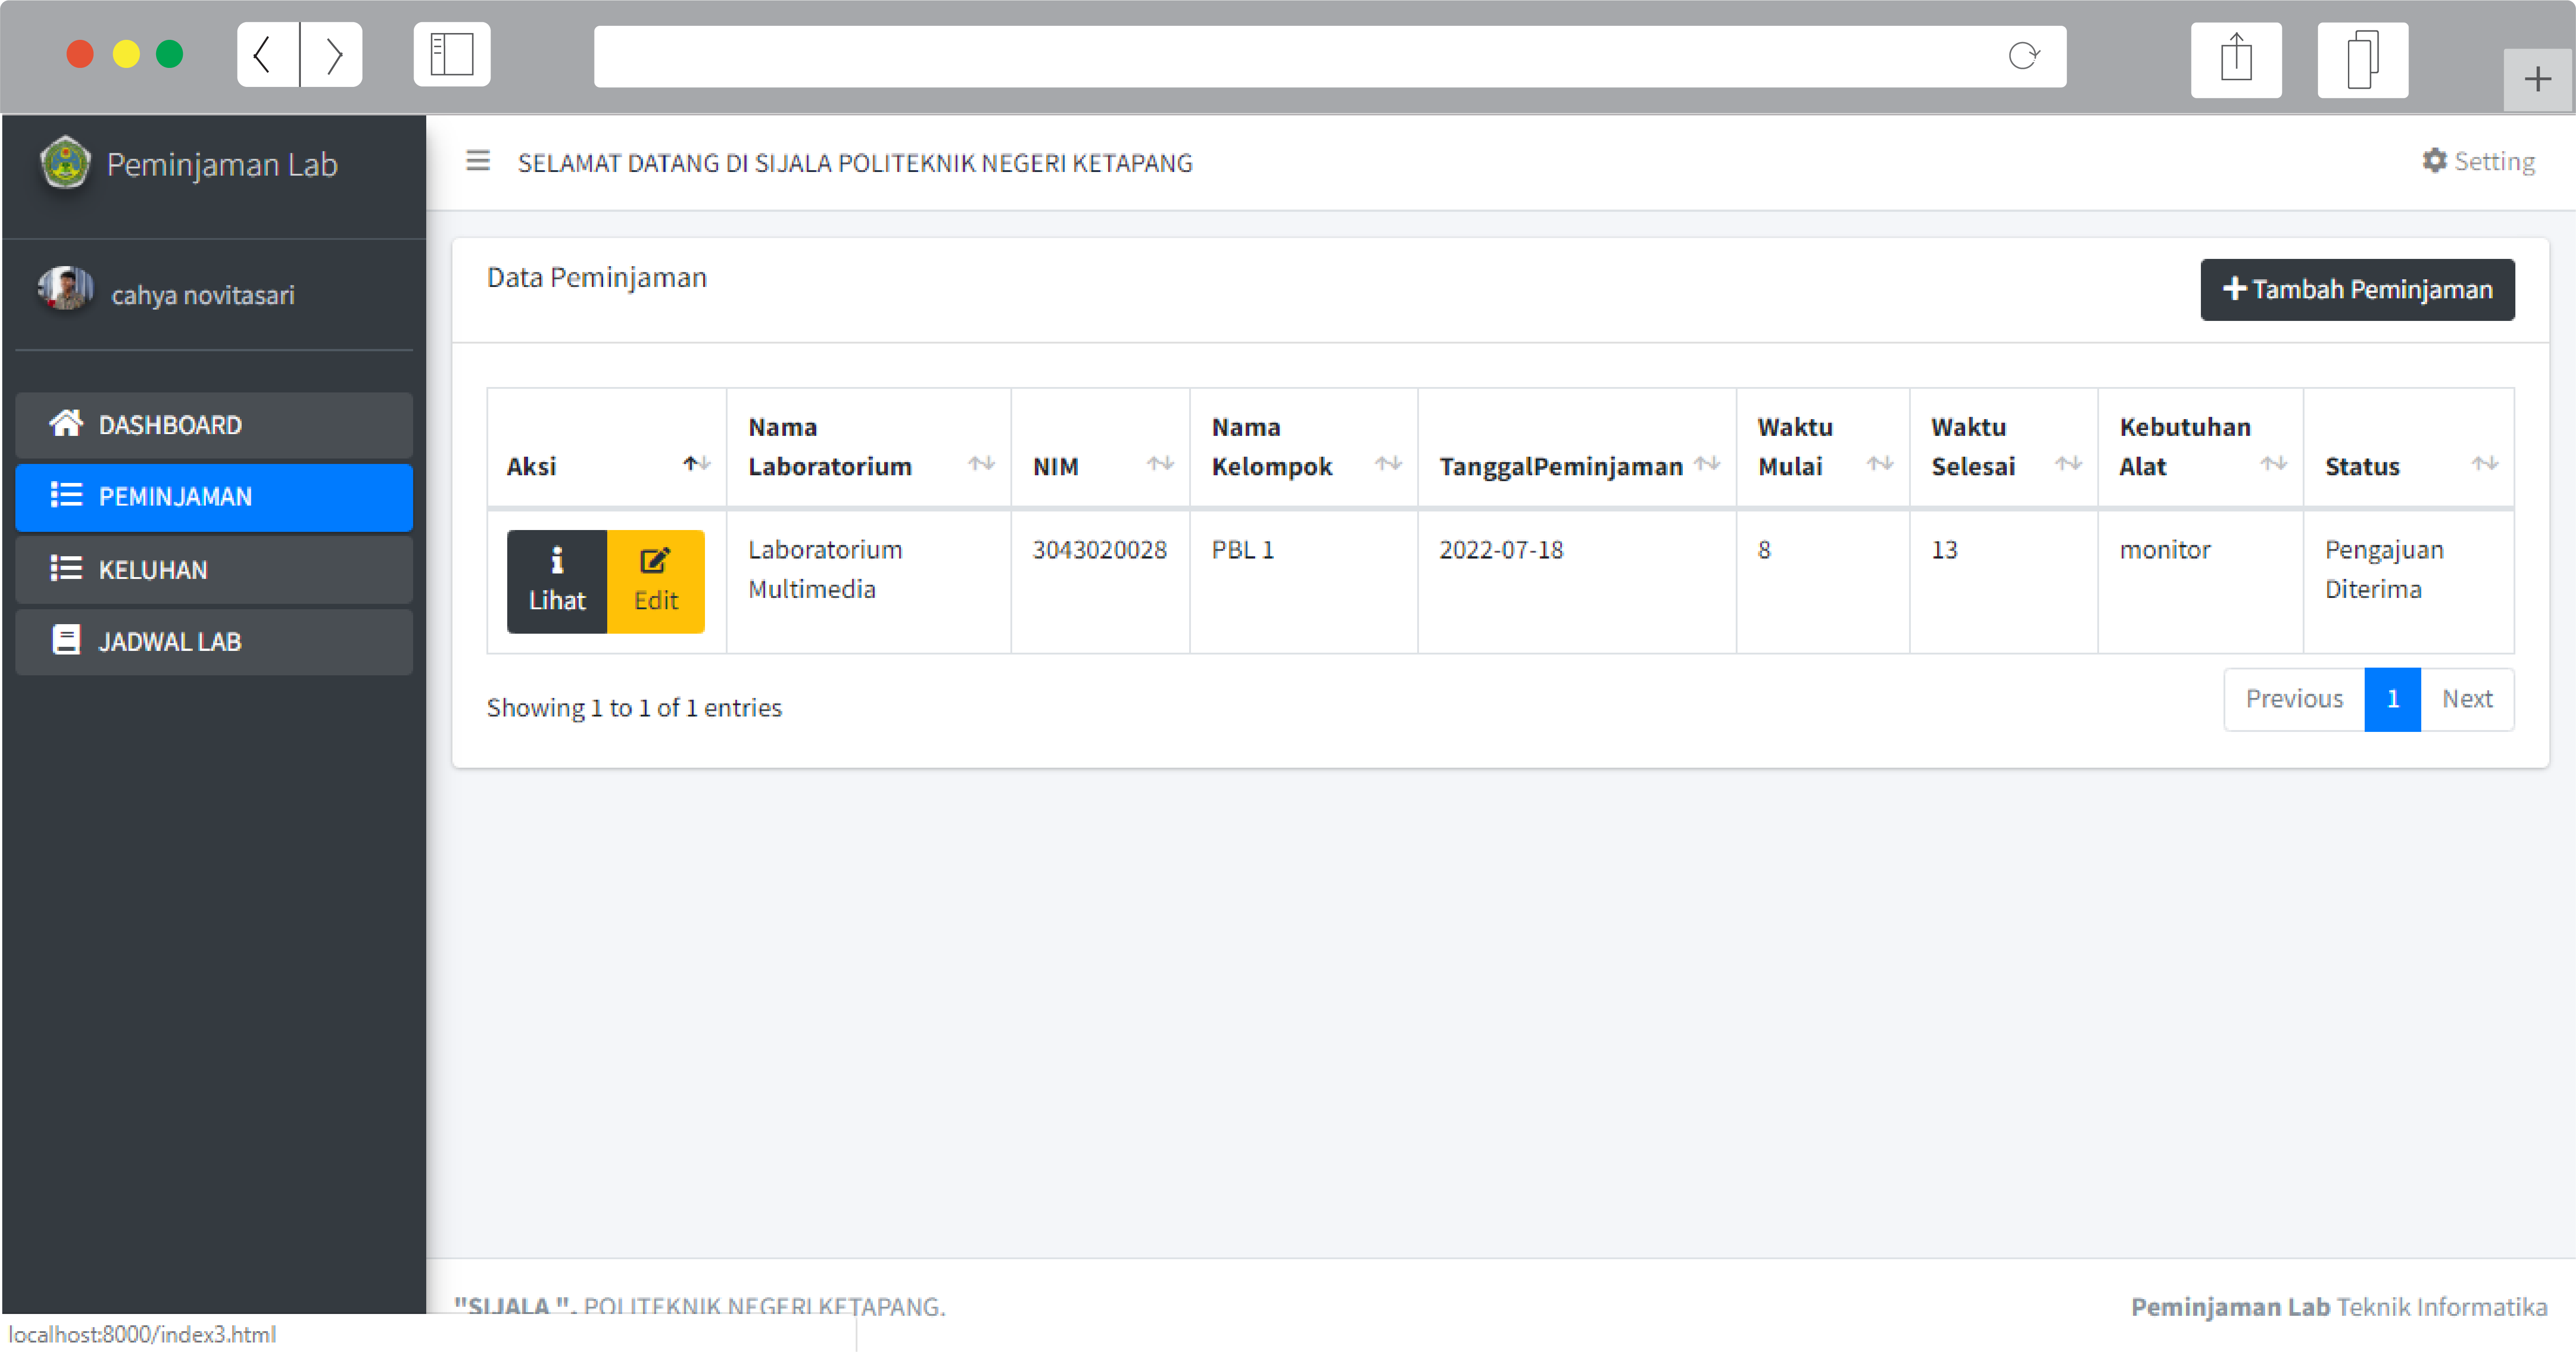 Peminjaman Lab
SELAMAT DATANG DI SIJALA POLITEKNIK NEGERI KETAPANG
Setting
cahya novitasari
DASHBOARD
PEMINJAMAN
KELUHAN
JADWAL LAB
Data Peminjaman
Tambah Peminjaman
Aksi
Nama
Laboratorium
NIM
Nama
Kelompok
TanggalPeminjaman
Waktu
Mulai
Waktu
Selesai
Kebutuhan
Alat
Status
Lihat
Edit
Laboratorium
Multimedia
3043020028
PBL 1
2022-07-18
8
13
monitor
Pengajuan
Diterima
Showing 1 to 1 of 1 entries
Previous 1 Next
"SIJALA ". POLITEKNIK NEGERI KETAPANG.
Peminjaman Lab Teknik Informatika
localhost:8000/index3.html